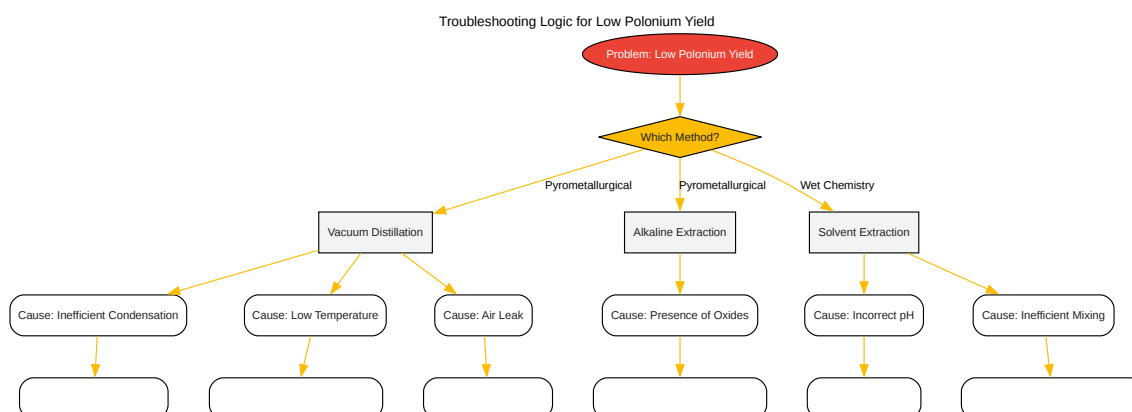 Troubleshooting Logic for Low Polonium Yield
Problem: Low Polonium Yield
Which Method?
Pyrometallurgical
Pyrometallurgical
Wet Chemistry
Vacuum Distillation
Alkaline Extraction
Solvent Extraction
Cause: Inefficient Condensation
Cause: Low Temperature
Cause: Air Leak
Cause: Presence of Oxides
Cause: Incorrect pH
Cause: Inefficient Mixing